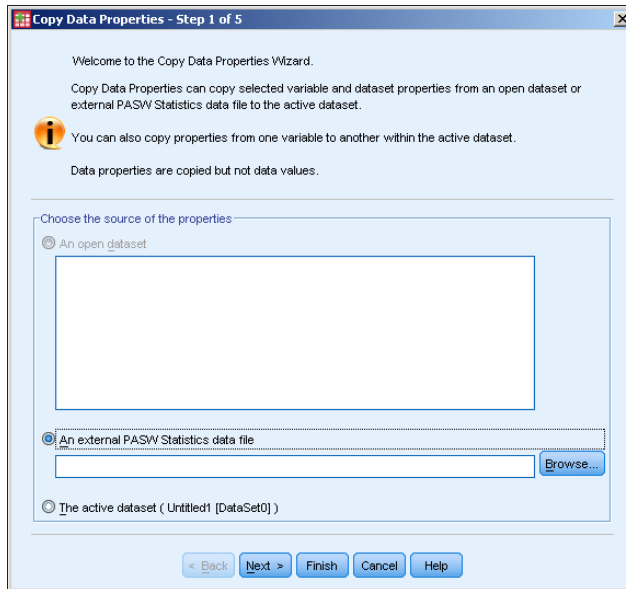 Copy Data Properties - Step 1 of 5
Welcome to the Copy Data Properties Wizard.
Copy Data Properties can copy selected variable and dataset properties from an open dataset or
external PASW Statistics data file to the active dataset.
You can also copy properties from one variable to another within the active dataset.
Data properties are copied but not data values.
Choose the source of the properties
An open dataset
An external PASW Statistics data file
Browse...
The active dataset ( Untitled1 [DataSet0] )
< Back Next > Finish Cancel Help